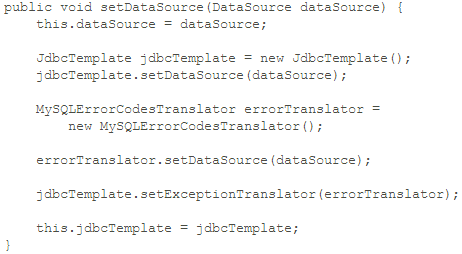 public void setDataSource(DataSource dataSource) {
    this.dataSource = dataSource;
    JdbcTemplate jdbcTemplate = new JdbcTemplate();
    jdbcTemplate.setDataSource(dataSource);
    MySQLErrorCodesTranslator errorTranslator =
        new MySQLErrorCodesTranslator();
    errorTranslator.setDataSource(dataSource);
    jdbcTemplate.setExceptionTranslator(errorTranslator);
    this.jdbcTemplate = jdbcTemplate;
}